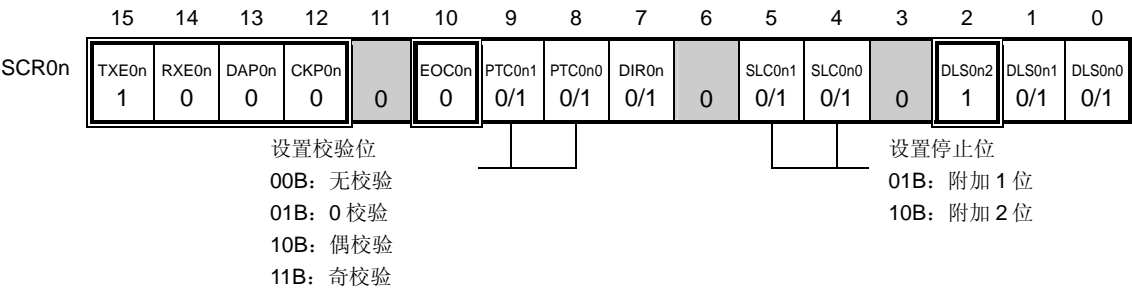 15 14 13 12 11 10 9 8 7 6 5 4 3 2 1 0
SCR0n TXE0n RXE0n DAP0n CKP0n EOC0n PTC0n1 PTC0n0 DIR0n SLC0n1 SLC0n0 DLS0n2 DLS0n1 DLS0n0
1 0 0 0 0 0 0/1 0/1 0/1 0 0/1 0/1 0 1 0/1 0/1
设置校验位 设置停止位
00B:无校验 01B:附加 1 位
01B:0 校验 10B:附加 2 位
10B:偶校验
11B:奇校验